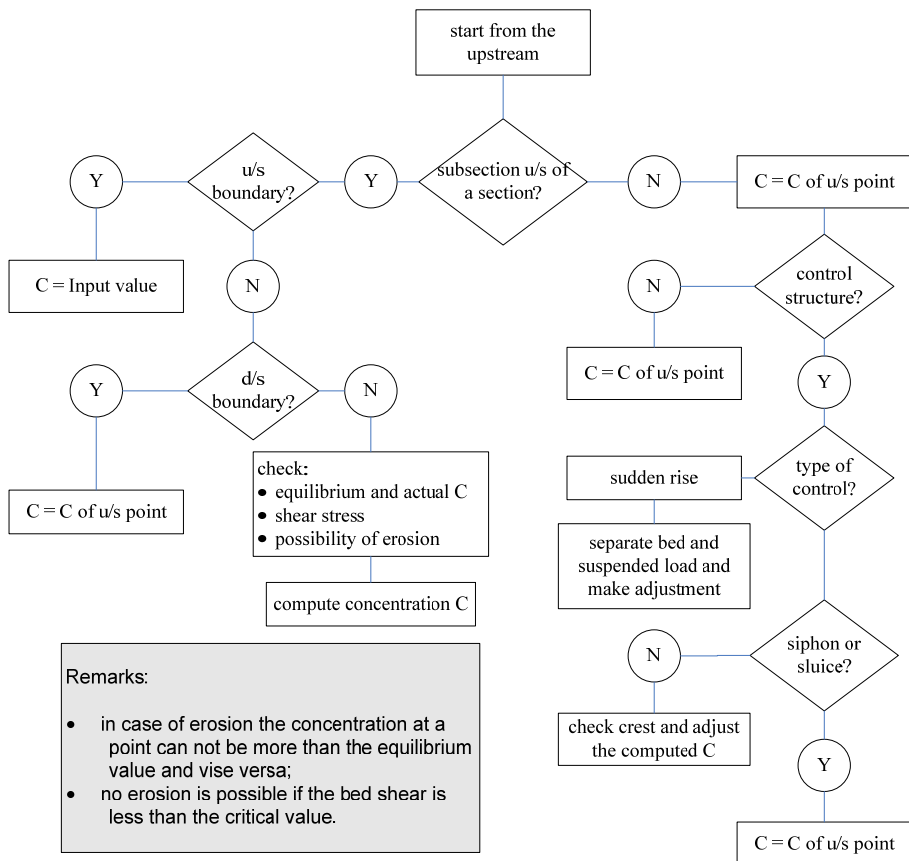 start from the
upstream
subsection u/s of
a section?
u/s
boundary?
Y
Y
N
C = C of u/s point
C = Input value
N
control
structure?
N
C = C of u/s point
Y
d/s
boundary?
Y
N
C = C of u/s point
check:
• equilibrium and actual C
• shear stress
• possibility of erosion
compute concentration C
type of
control?
sudden rise
separate bed and
suspended load and
make adjustment
siphon or
sluice?
N
check crest and adjust
the computed C
Y
C = C of u/s point
Remarks:
• in case of erosion the concentration at a
point can not be more than the equilibrium
value and vise versa;
• no erosion is possible if the bed shear is
less than the critical value.